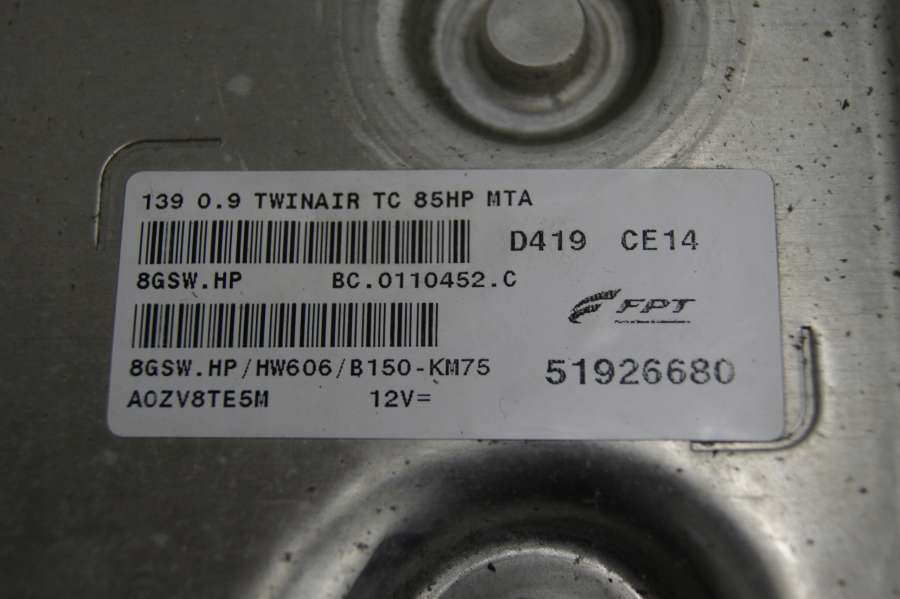 139 0.9 TWINAIR TC 85HP MTA
D419 CE14
8GSW.HP BC.0110452.C
FPT
8GSW.HP/HW606/B150-KM75
51926680
A0ZV8TE5M 12V=